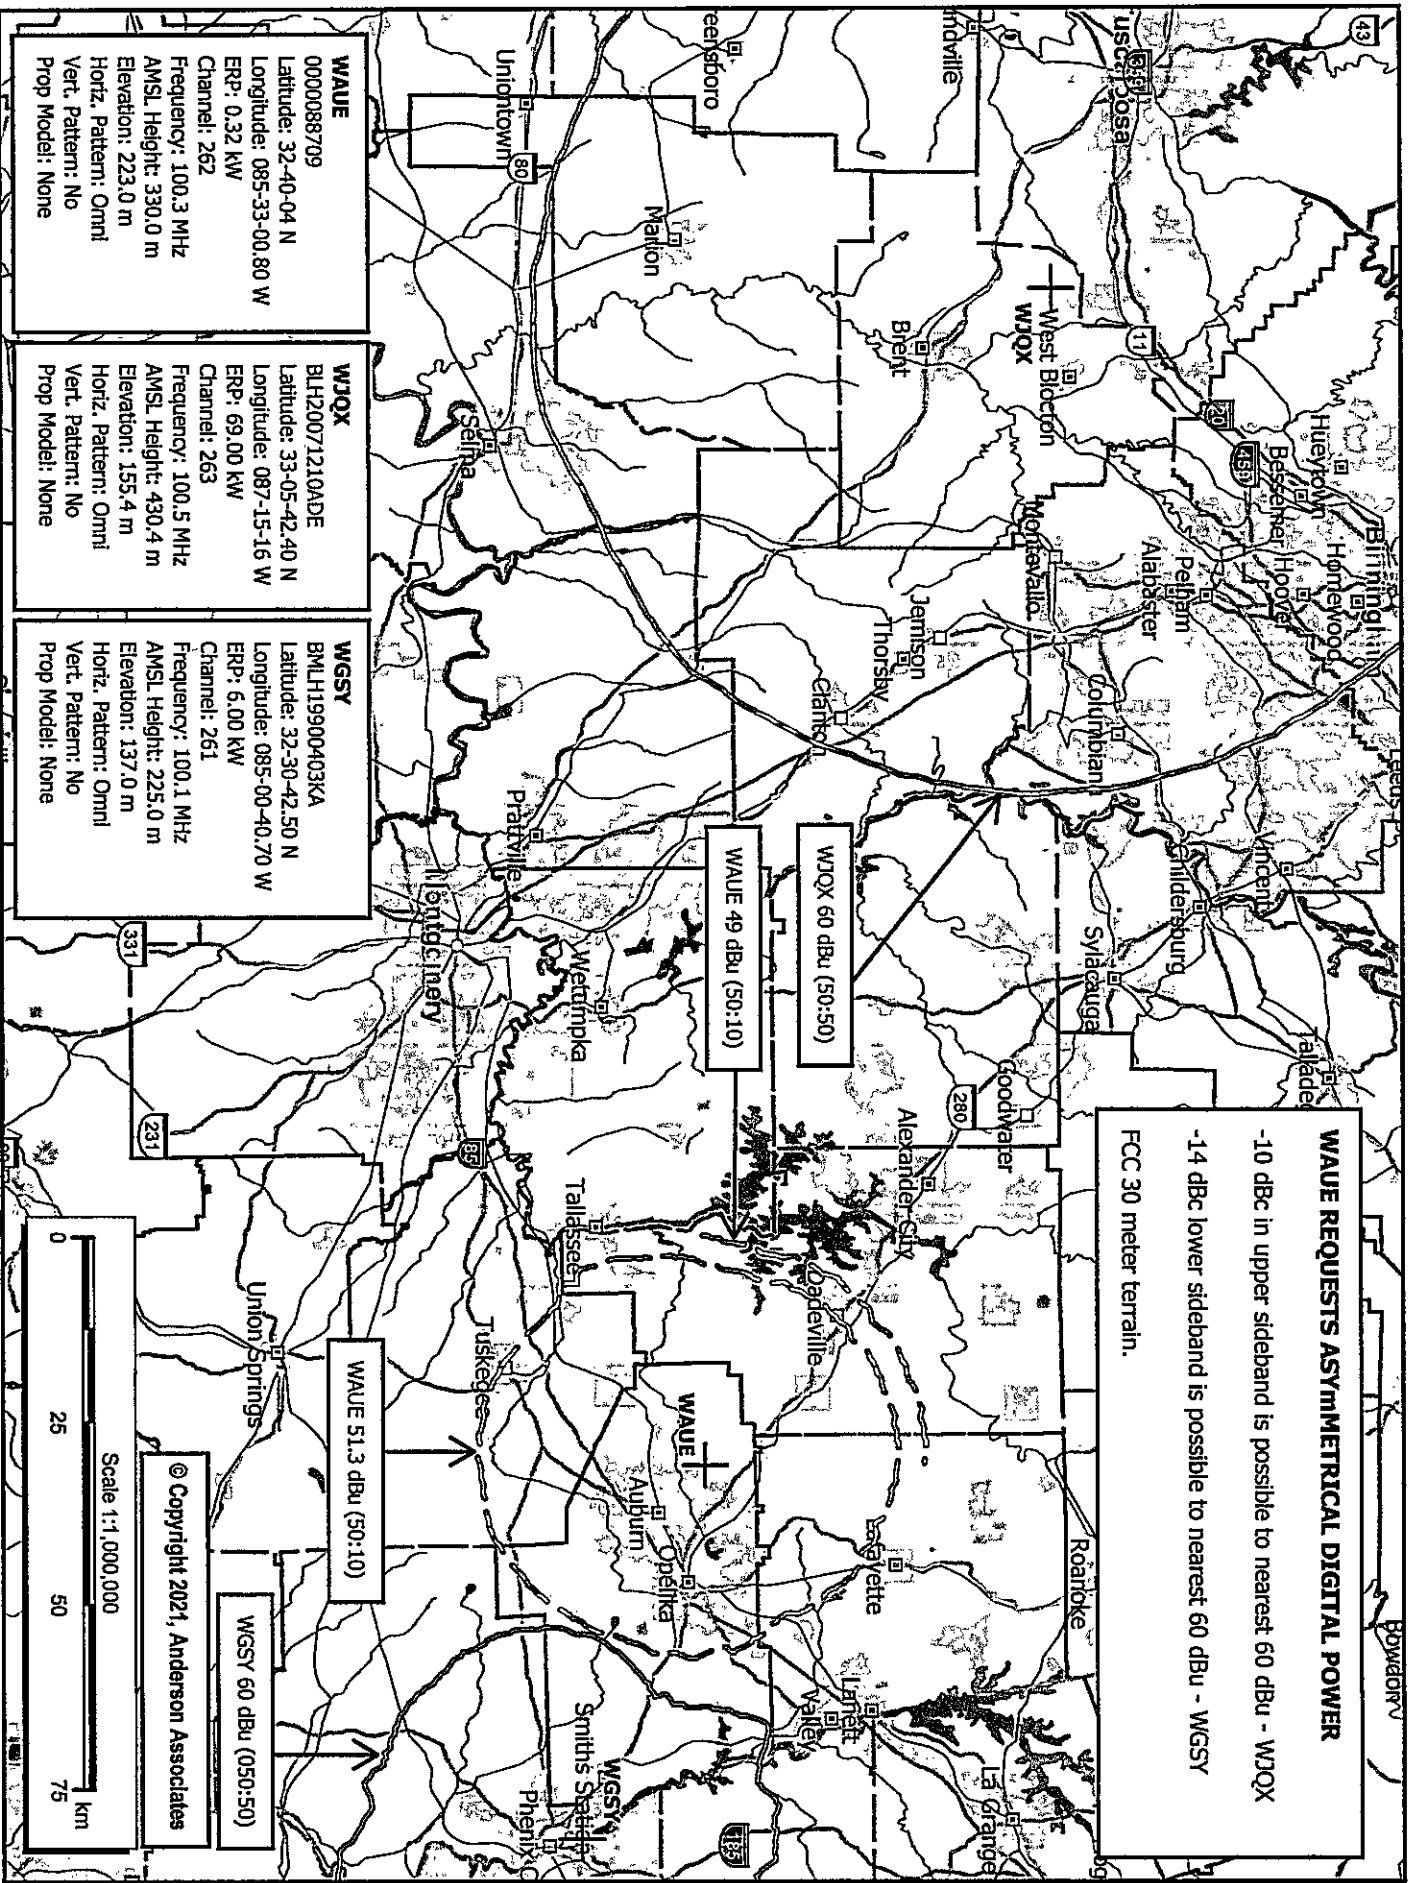 WAUE REQUESTS ASYmMETRICAL DIGITAL POWER
-10 dBc in upper sideband is possible to nearest 60 dBu - WJQX
-14 dBc lower sideband is possible to nearest 60 dBu - WGSY
FCC 30 meter terrain.
43
11
20
459
Hueytown
Bessemer
Homewood
Hoover
Pelham
Alabaster
Vincent
Childersburg
Sylacauga
Columbiana
Montevallo
West Blocton
WJQX
Brent
Jemison
Thorsby
Clanton
Goodwater
280
Alexander City
Dadeville
Roanoke
Bowdon
La Grange
Lafayette
Lanett
Valley
WJQX 60 dBu (50:50)
WAUE 49 dBu (50:10)
Marion
Uniontown
80
Selma
Prattville
Wetumpka
Montgomery
Tallassee
85
Tuskegee
WAUE
Auburn
Opelika
WGSY
Smiths Station
Phenix C
185
Union Springs
331
231
WAUE 51.3 dBu (50:10)
WGSY 60 dBu (050:50)
© Copyright 2021, Anderson Associates
Scale 1:1,000,000
0 25 50 75 km
WAUE
0000088709
Latitude: 32-40-04 N
Longitude: 085-33-00.80 W
ERP: 0.32 kW
Channel: 262
Frequency: 100.3 MHz
AMSL Height: 330.0 m
Elevation: 223.0 m
Horiz. Pattern: Omni
Vert. Pattern: No
Prop Model: None
WJQX
BLH20071210ADE
Latitude: 33-05-42.40 N
Longitude: 087-15-16 W
ERP: 69.00 kW
Channel: 263
Frequency: 100.5 MHz
AMSL Height: 430.4 m
Elevation: 155.4 m
Horiz. Pattern: Omni
Vert. Pattern: No
Prop Model: None
WGSY
BMLH19900403KA
Latitude: 32-30-42.50 N
Longitude: 085-00-40.70 W
ERP: 6.00 kW
Channel: 261
Frequency: 100.1 MHz
AMSL Height: 225.0 m
Elevation: 137.0 m
Horiz. Pattern: Omni
Vert. Pattern: No
Prop Model: None